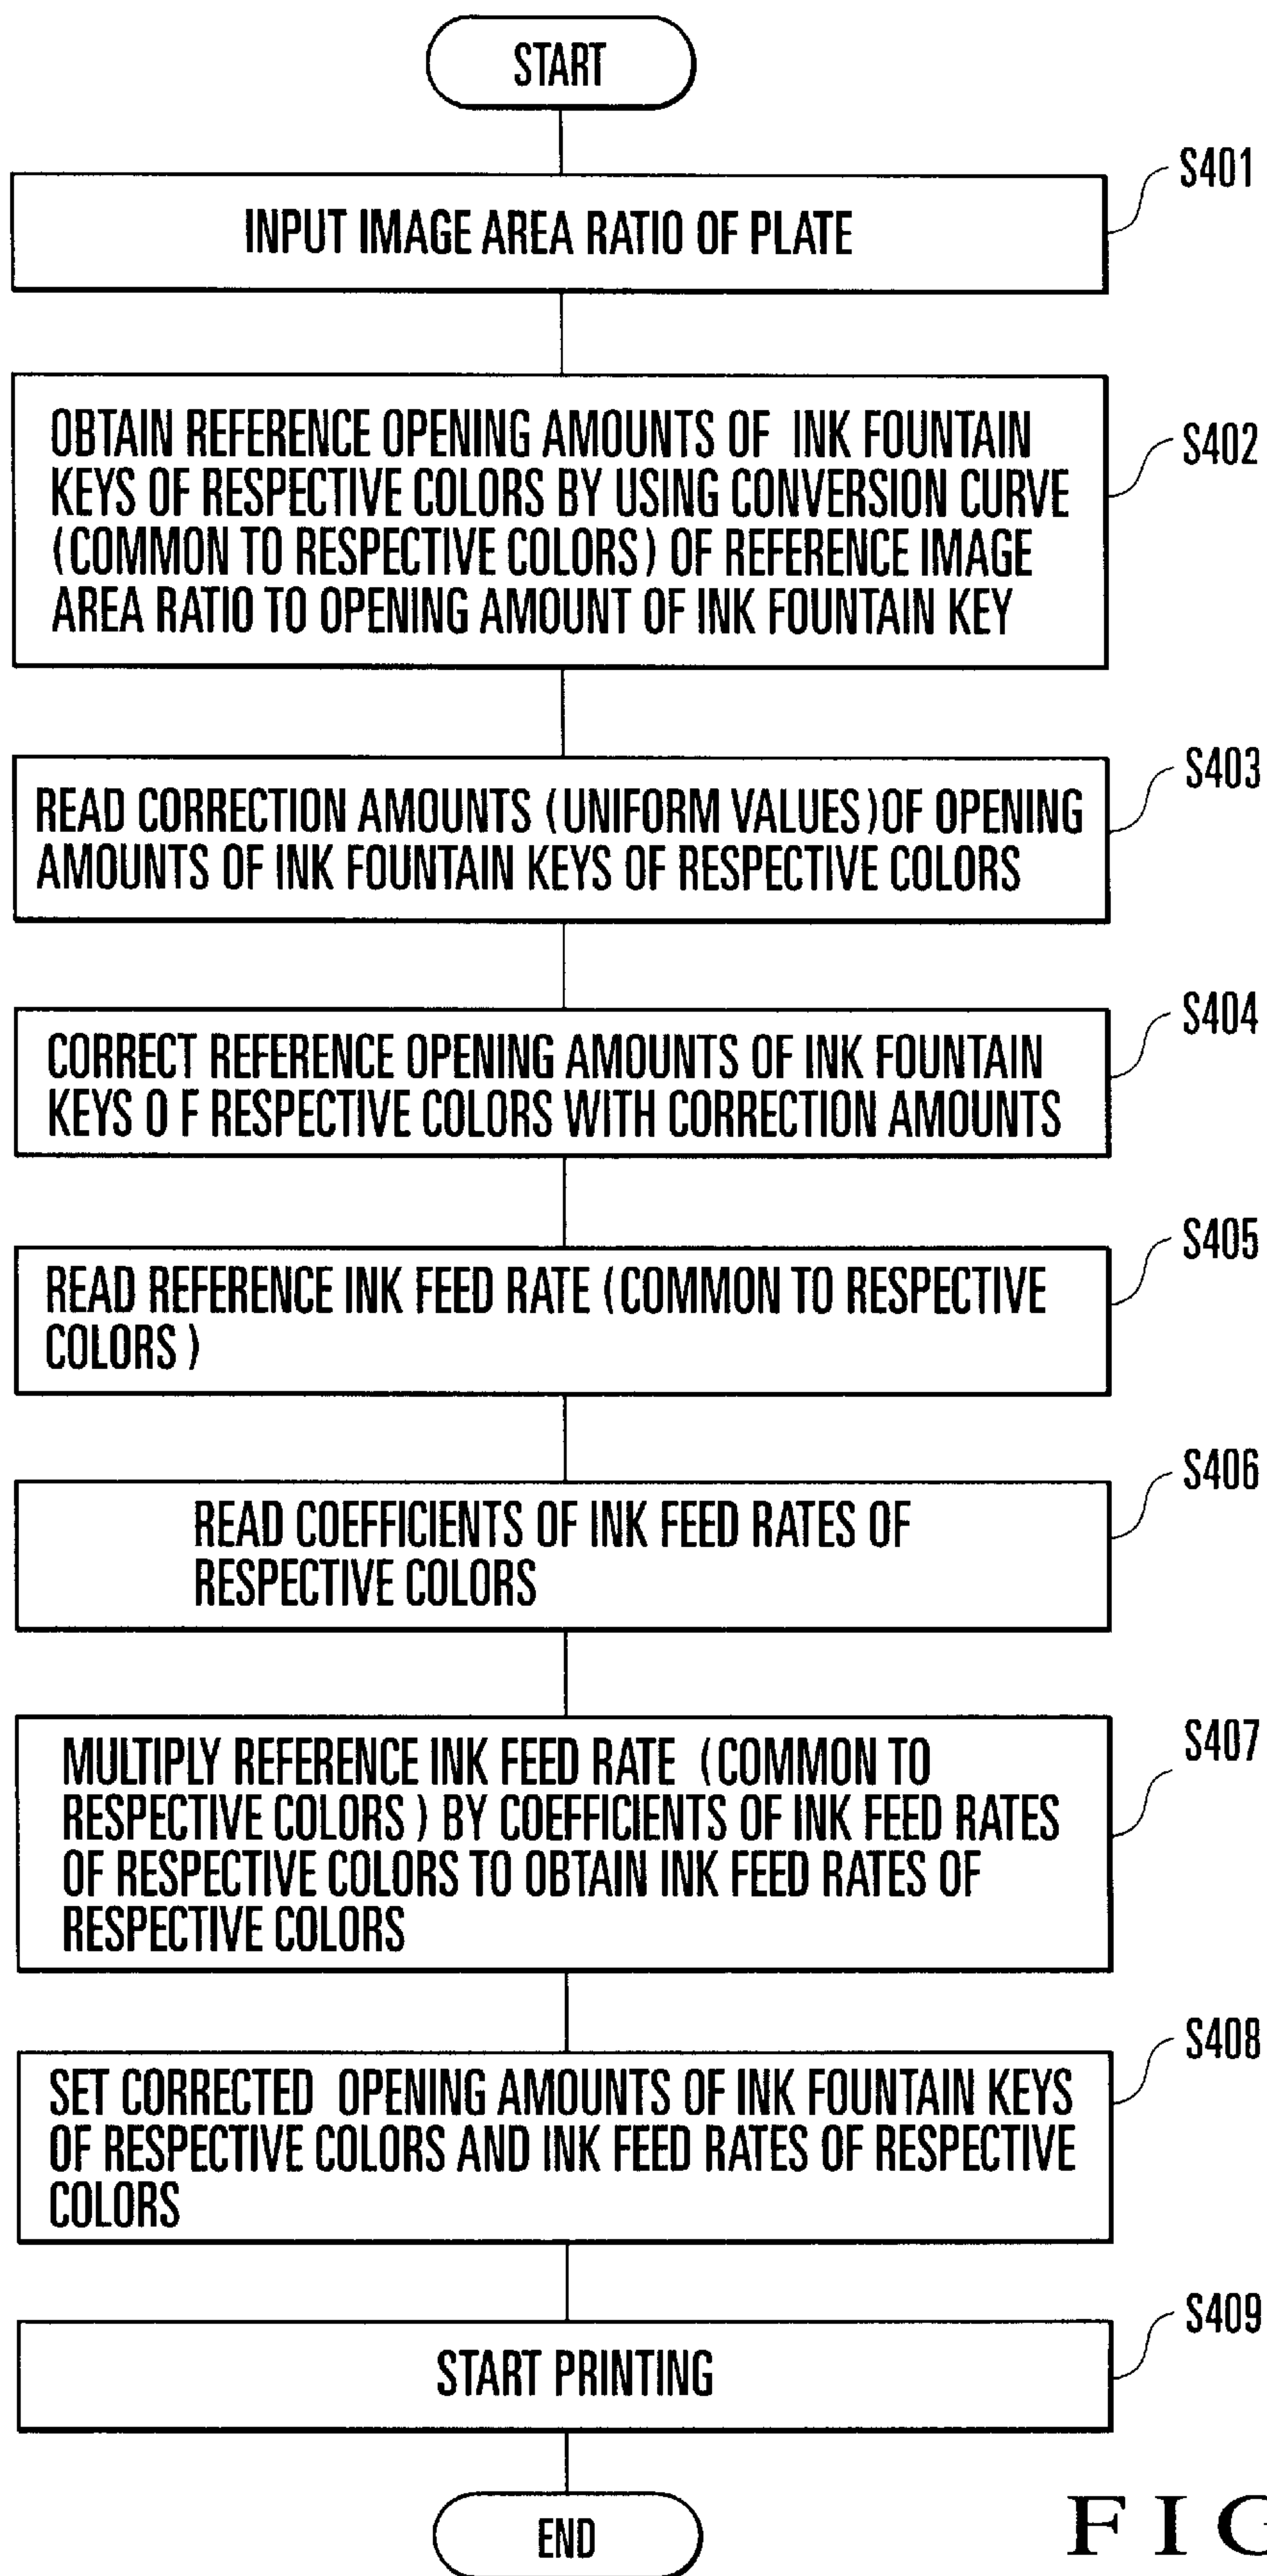 START
S401
INPUT IMAGE AREA RATIO OF PLATE
S402
OBTAIN REFERENCE OPENING AMOUNTS OF INK FOUNTAIN
KEYS OF RESPECTIVE COLORS BY USING CONVERSION CURVE
(COMMON TO RESPECTIVE COLORS) OF REFERENCE IMAGE
AREA RATIO TO OPENING AMOUNT OF INK FOUNTAIN KEY
S403
READ CORRECTION AMOUNTS (UNIFORM VALUES)OF OPENING
AMOUNTS OF INK FOUNTAIN KEYS OF RESPECTIVE COLORS
S404
CORRECT REFERENCE OPENING AMOUNTS OF INK FOUNTAIN
KEYS O F RESPECTIVE COLORS WITH CORRECTION AMOUNTS
S405
READ REFERENCE INK FEED RATE (COMMON TO RESPECTIVE
COLORS )
S406
READ COEFFICIENTS OF INK FEED RATES OF
RESPECTIVE COLORS
S407
MULTIPLY REFERENCE INK FEED RATE (COMMON TO
RESPECTIVE COLORS ) BY COEFFICIENTS OF INK FEED RATES
OF RESPECTIVE COLORS TO OBTAIN INK FEED RATES OF
RESPECTIVE COLORS
S408
SET CORRECTED OPENING AMOUNTS OF INK FOUNTAIN KEYS
OF RESPECTIVE COLORS AND INK FEED RATES OF RESPECTIVE
COLORS
S409
START PRINTING
END
FIG